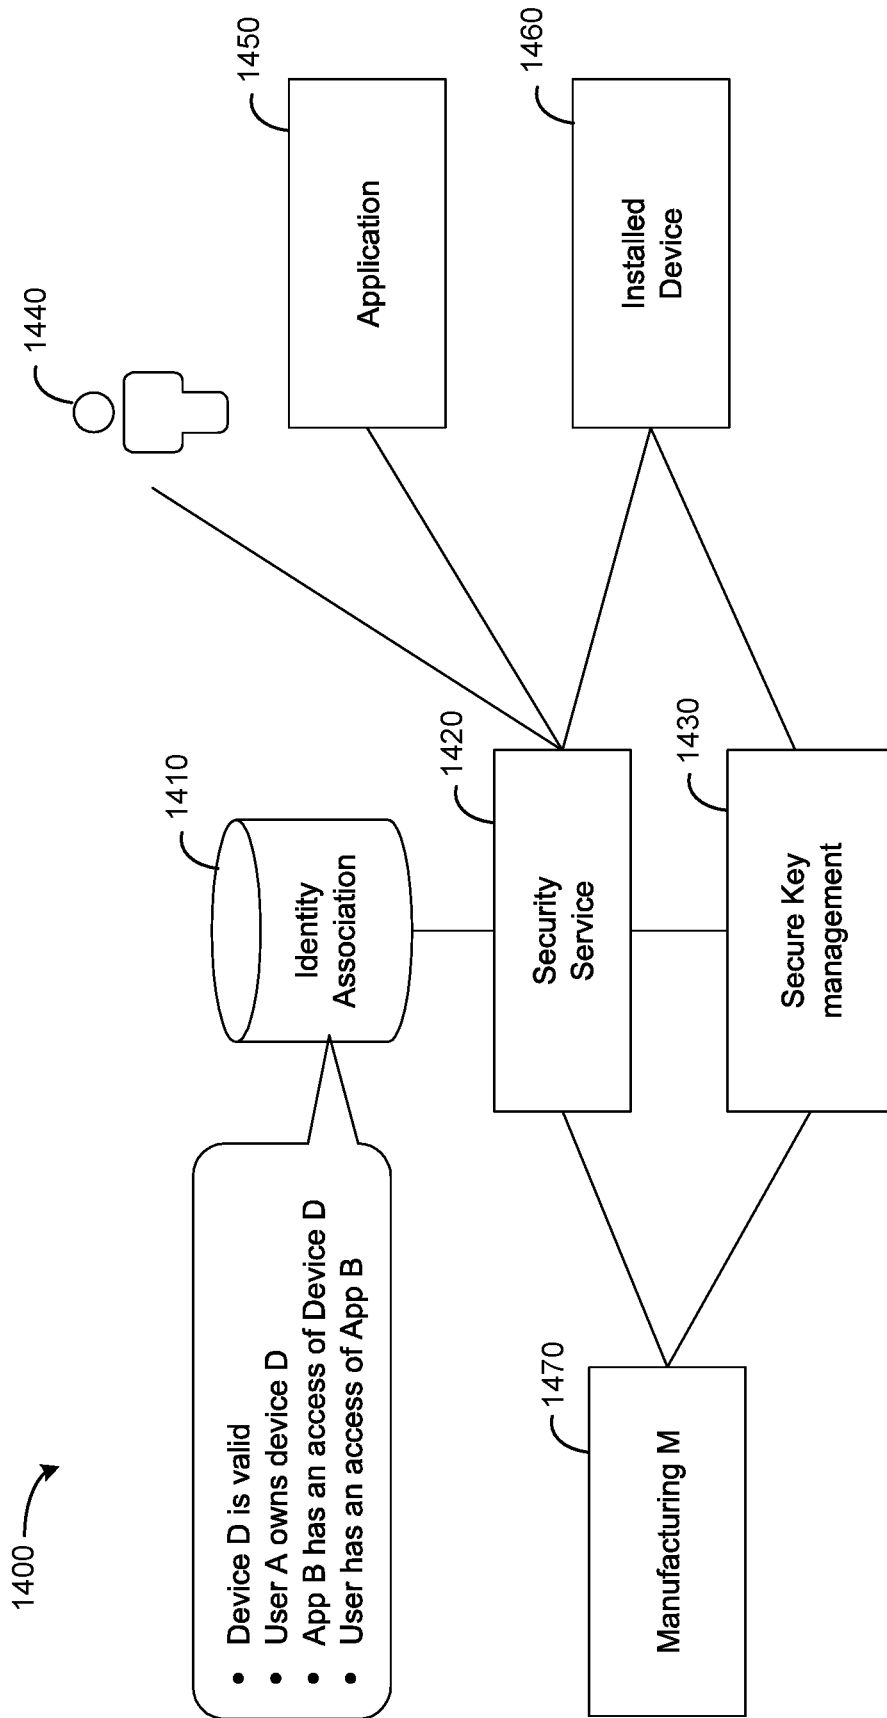 1400
• Device D is valid
• User A owns device D
• App B has an access of Device D
• User has an access of App B
1410
Identity
Association
1440
1450
Application
1420
Security
Service
1460
Installed
Device
1470
Manufacturing M
1430
Secure Key
management